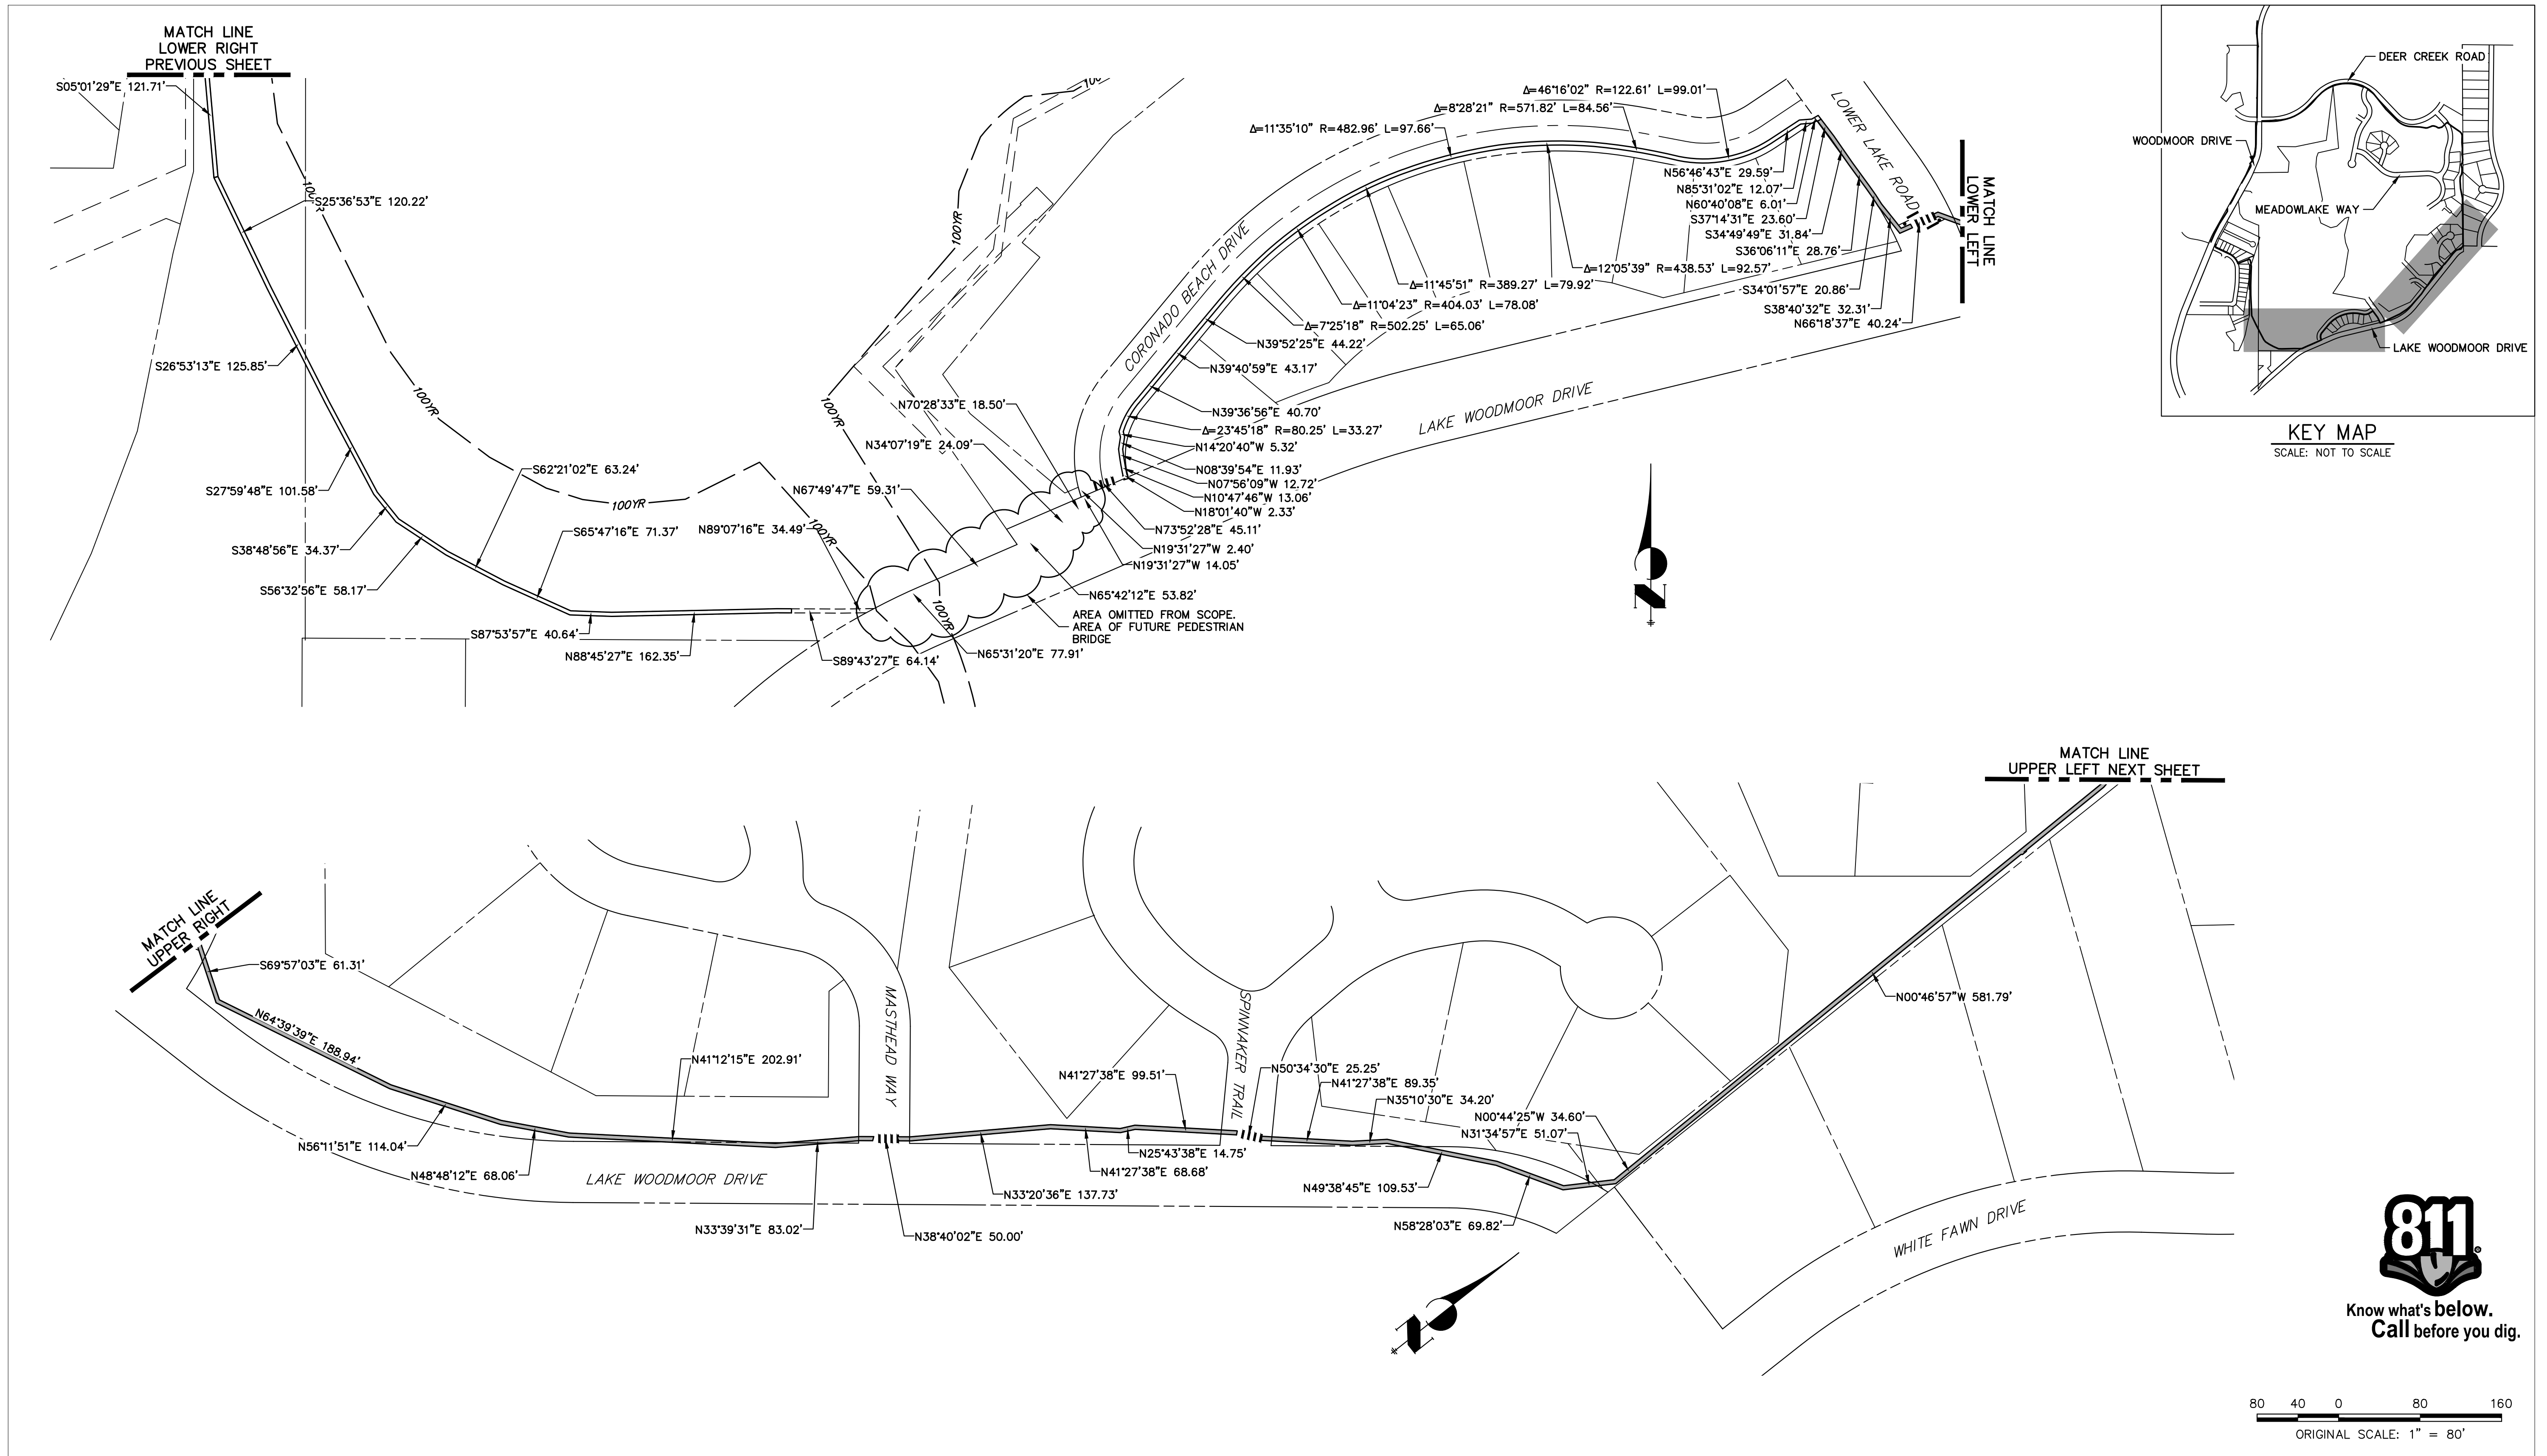 MATCH LINE
LOWER RIGHT
PREVIOUS SHEET
S05°01'29"E 121.71'
100YR
S25°36'53"E 120.22'
S26°53'13"E 125.85'
100YR
S27°59'48"E 101.58'
S62°21'02"E 63.24'
100YR
S38°48'56"E 34.37'
S65°47'16"E 71.37'
S56°32'56"E 58.17'
S87°53'57"E 40.64'
N88°45'27"E 162.35'
S89°43'27"E 64.14'
N65°31'20"E 77.91'
100YR
100YR
N89°07'16"E 34.49'
N67°49'47"E 59.31'
N34°07'19"E 24.09'
N70°28'33"E 18.50'
100YR
100YR
100
CORONADO BEACH DRIVE
Δ=11°35'10" R=482.96' L=97.66'
Δ=8°28'21" R=571.82' L=84.56'
Δ=46°16'02" R=122.61' L=99.01'
LOWER LAKE ROAD
N56°46'43"E 29.59'
N85°31'02"E 12.07'
N60°40'08"E 6.01'
S37°14'31"E 23.60'
S34°49'49"E 31.84'
S36°06'11"E 28.76'
Δ=12°05'39" R=438.53' L=92.57'
Δ=11°45'51" R=389.27' L=79.92'
S34°01'57"E 20.86'
Δ=11°04'23" R=404.03' L=78.08'
S38°40'32"E 32.31'
Δ=7°25'18" R=502.25' L=65.06'
N66°18'37"E 40.24'
N39°52'25"E 44.22'
N39°40'59"E 43.17'
N39°36'56"E 40.70'
Δ=23°45'18" R=80.25' L=33.27'
N14°20'40"W 5.32'
N08°39'54"E 11.93'
N07°56'09"W 12.72'
N10°47'46"W 13.06'
N18°01'40"W 2.33'
N73°52'28"E 45.11'
N19°31'27"W 2.40'
N19°31'27"W 14.05'
N65°42'12"E 53.82'
AREA OMITTED FROM SCOPE.
AREA OF FUTURE PEDESTRIAN
BRIDGE
LAKE WOODMOOR DRIVE
MATCH LINE
LOWER LEFT
N
DEER CREEK ROAD
WOODMOOR DRIVE
MEADOWLAKE WAY
LAKE WOODMOOR DRIVE
KEY MAP
SCALE: NOT TO SCALE
MATCH LINE
UPPER LEFT NEXT SHEET
MATCH LINE
UPPER RIGHT
S69°57'03"E 61.31'
N64°39'39"E 188.94'
N56°11'51"E 114.04'
N48°48'12"E 68.06'
N41°12'15"E 202.91'
LAKE WOODMOOR DRIVE
N33°39'31"E 83.02'
MASTHEAD WAY
N38°40'02"E 50.00'
N33°20'36"E 137.73'
N41°27'38"E 68.68'
N25°43'38"E 14.75'
N41°27'38"E 99.51'
SPINNAKER TRAIL
N50°34'30"E 25.25'
N41°27'38"E 89.35'
N35°10'30"E 34.20'
N00°44'25"W 34.60'
N31°34'57"E 51.07'
N49°38'45"E 109.53'
N58°28'03"E 69.82'
N00°46'57"W 581.79'
WHITE FAWN DRIVE
N
811®
Know what's below.
Call before you dig.
80 40 0 80 160
ORIGINAL SCALE: 1" = 80'